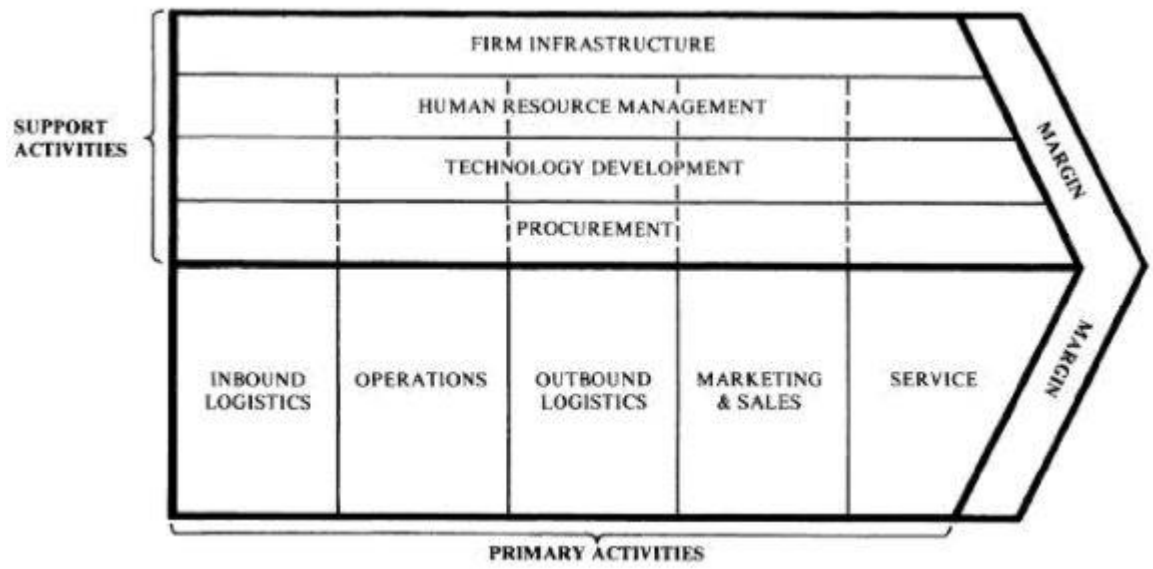 FIRM INFRASTRUCTURE
HUMAN RESOURCE MANAGEMENT
SUPPORT
ACTIVITIES
TECHNOLOGY DEVELOPMENT
PROCUREMENT
MARGIN
INBOUND
LOGISTICS
OPERATIONS
OUTBOUND
LOGISTICS
MARKETING
& SALES
SERVICE
MARGIN
PRIMARY ACTIVITIES